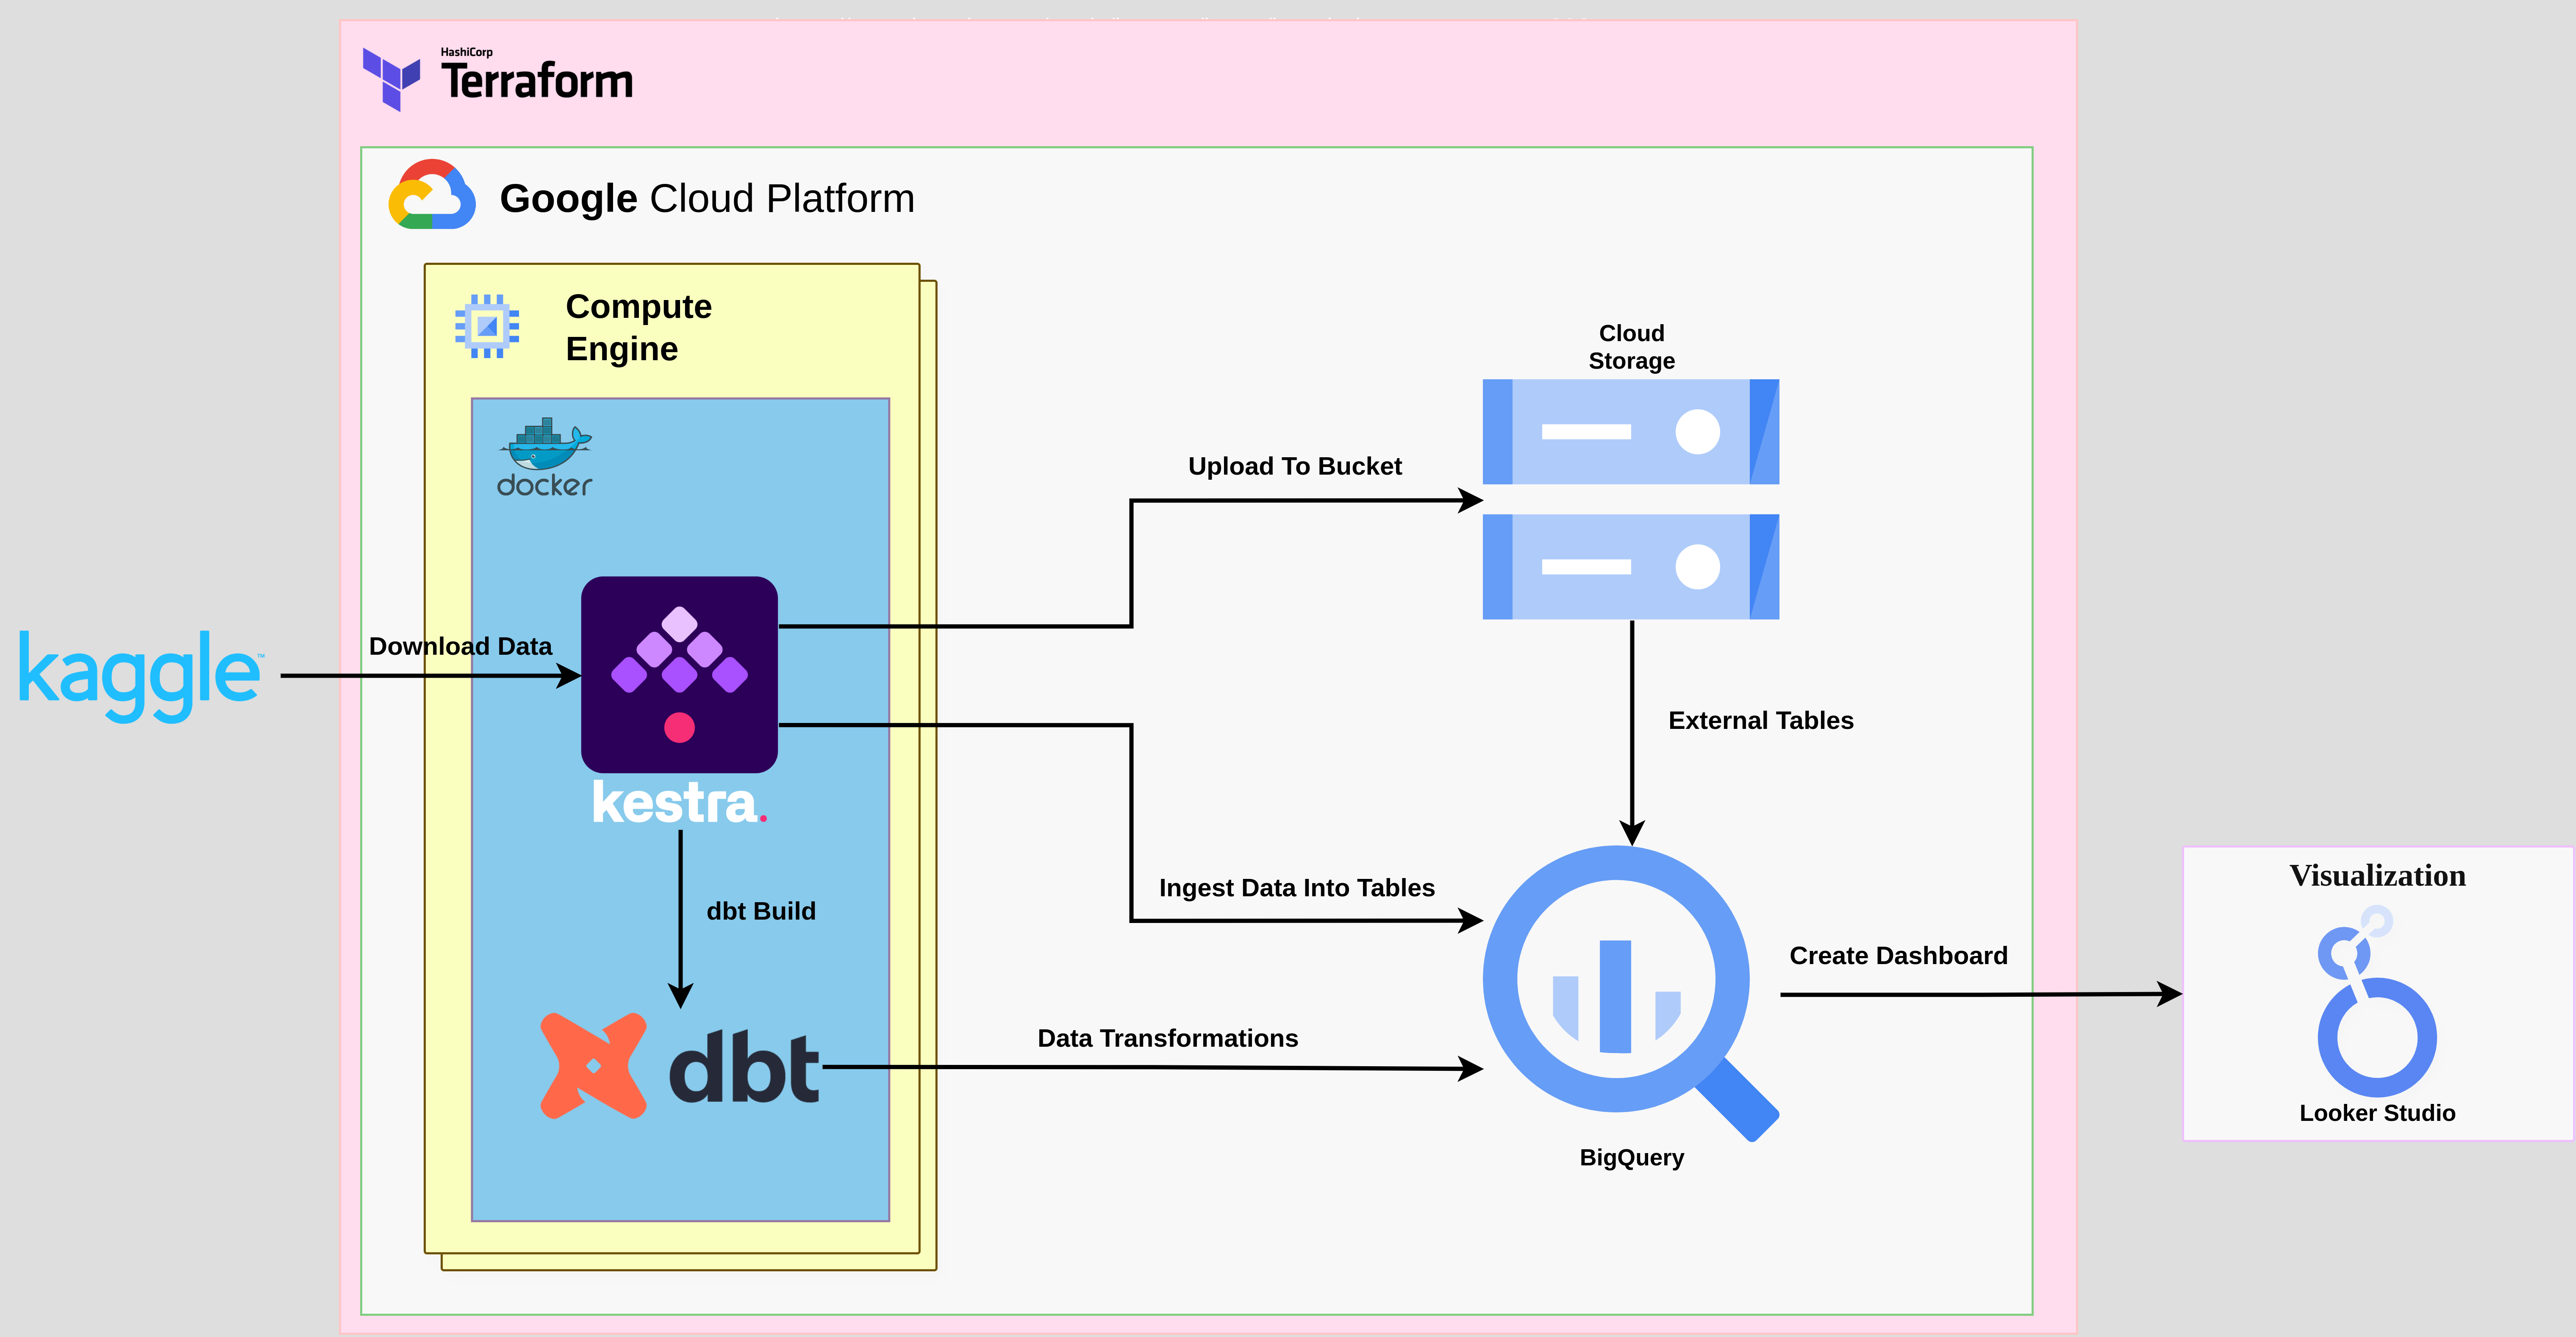 HashiCorp
Terraform
Google Cloud Platform
Compute
Engine
docker
Cloud
Storage
Upload To Bucket
Download Data
kaggle™
kestra.
External Tables
dbt Build
Ingest Data Into Tables
Visualization
Create Dashboard
Data Transformations
dbt
Looker Studio
BigQuery